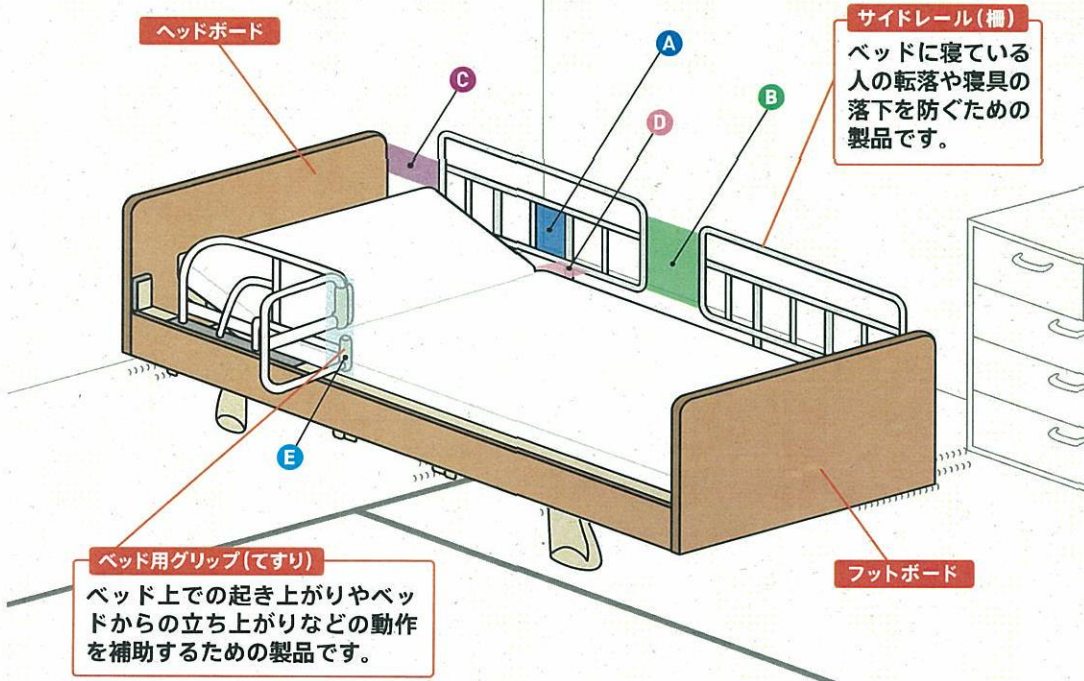 ヘッドボード
A
サイドレール(柵)
ベッドに寝ている
人の転落や寝具の
落下を防ぐための
製品です。
C
B
D
E
ベッド用グリップ(てすり)
ベッド上での起き上がりやベッ
ドからの立ち上がりなどの動作
を補助するための製品です。
フットボード